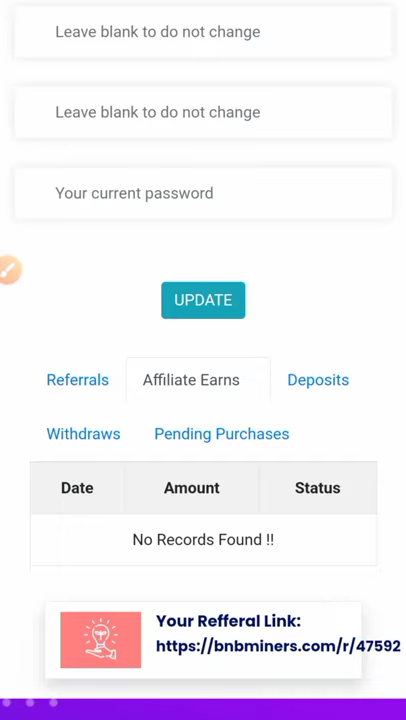 Leave blank to do not change
Leave blank to do not change
Your current password
UPDATE
Referrals Affiliate Earns Deposits
Withdraws Pending Purchases
Date Amount Status
No Records Found !!
Your Refferal Link:
https://bnbminers.com/r/47592